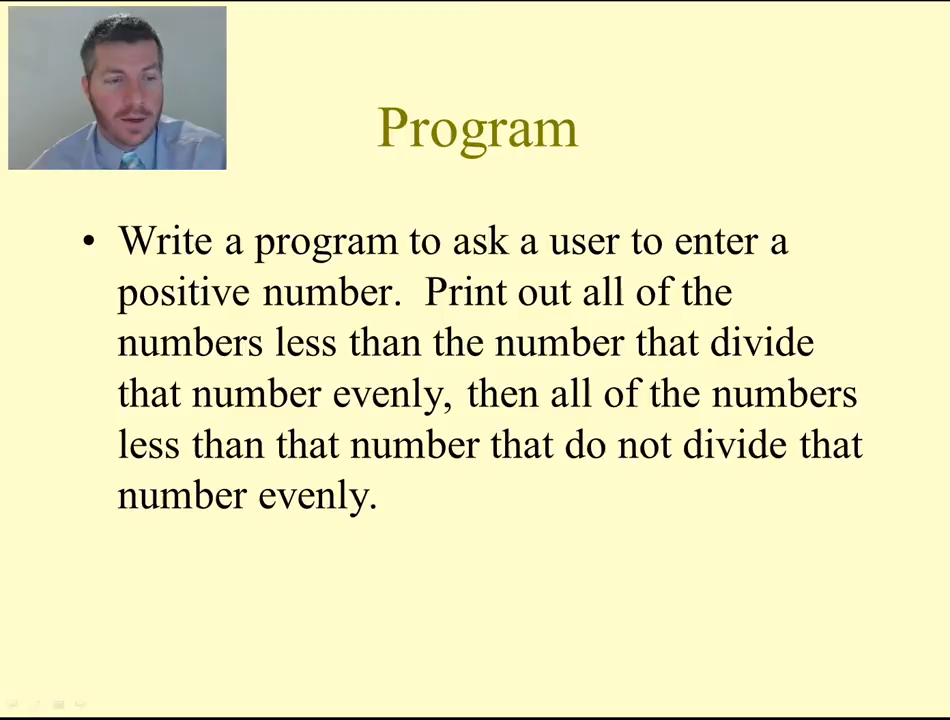 Program
• Write a program to ask a user to enter a
positive number.  Print out all of the
numbers less than the number that divide
that number evenly, then all of the numbers
less than that number that do not divide that
number evenly.